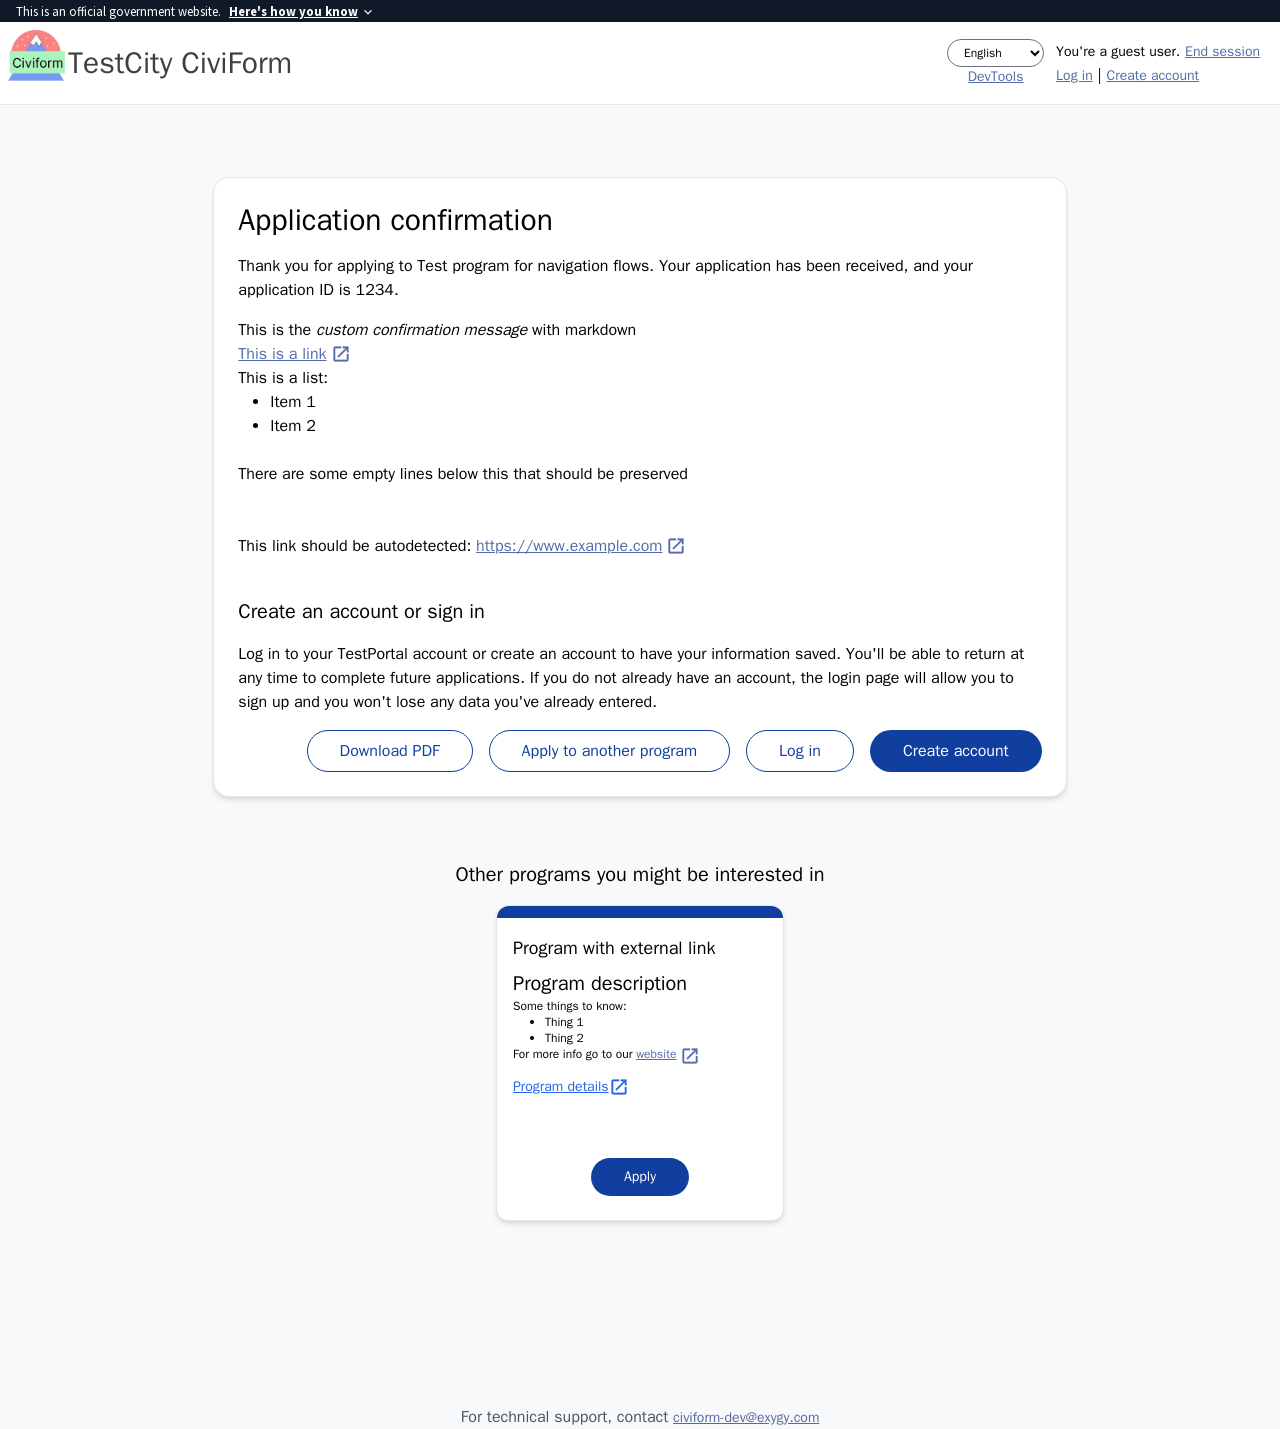 This is an official government website. Here's how you know
Civiform
TestCity CiviForm
English
You're a guest user. End session
DevTools
Log in | Create account
Application confirmation
Thank you for applying to Test program for navigation flows. Your application has been received, and your
application ID is 1234.
This is the custom confirmation message with markdown
This is a link
This is a list:
• Item 1
• Item 2
There are some empty lines below this that should be preserved
This link should be autodetected: https://www.example.com
Create an account or sign in
Log in to your TestPortal account or create an account to have your information saved. You'll be able to return at
any time to complete future applications. If you do not already have an account, the login page will allow you to
sign up and you won't lose any data you've already entered.
Download PDF
Apply to another program
Log in
Create account
Other programs you might be interested in
Program with external link
Program description
Some things to know:
• Thing 1
• Thing 2
For more info go to our website
Program details
Apply
For technical support, contact civiform-dev@exygy.com